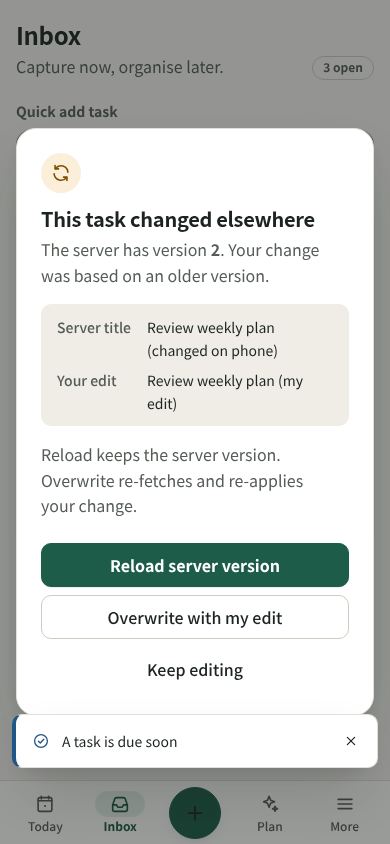 Inbox
Capture now, organise later.
3 open
Quick add task
This task changed elsewhere
The server has version 2. Your change
was based on an older version.
Server title Review weekly plan
(changed on phone)
Your edit Review weekly plan (my
edit)
Reload keeps the server version.
Overwrite re-fetches and re-applies
your change.
Reload server version
Overwrite with my edit
Keep editing
A task is due soon
Today
Inbox
Plan
More